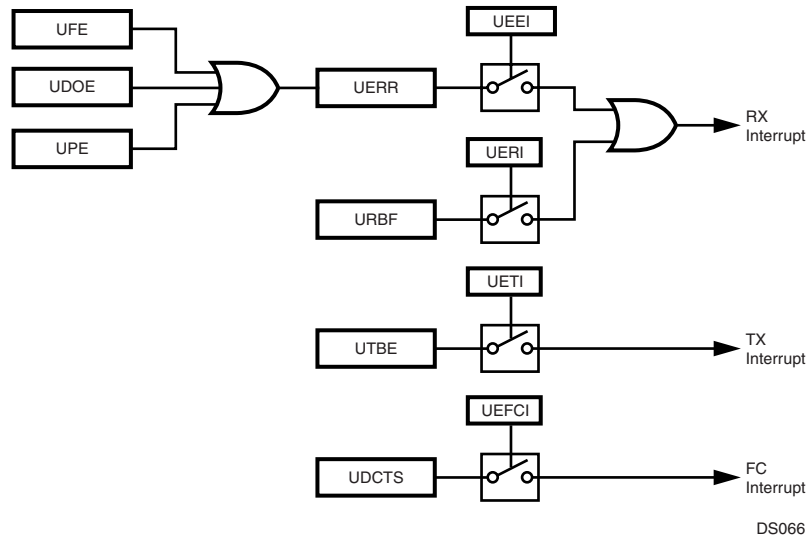 UFE
UDOE
UPE
UERR
UEEI
RX
Interrupt
UERI
URBF
UETI
UTBE
TX
Interrupt
UEFCI
UDCTS
FC
Interrupt
DS066